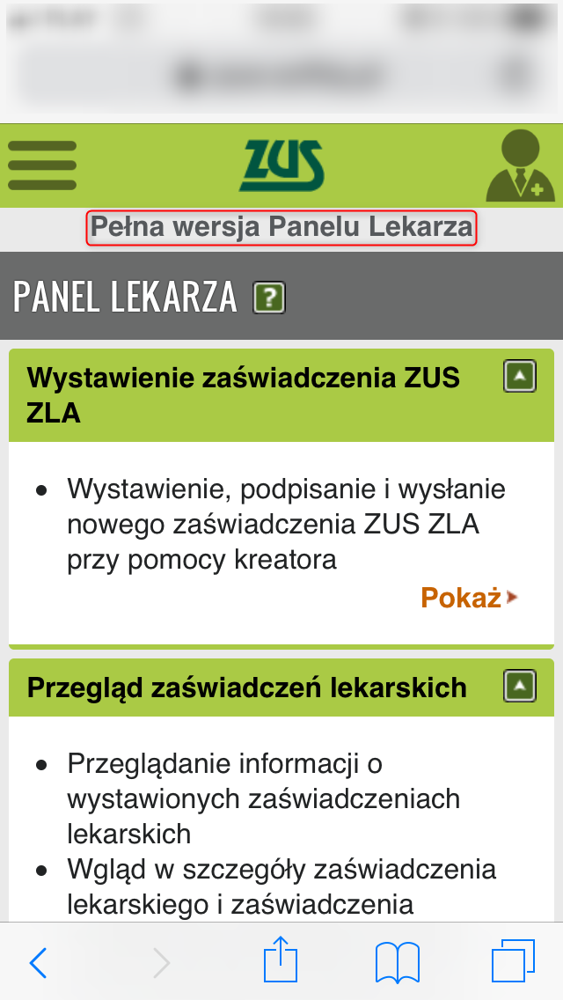 ZUS
Pełna wersja Panelu Lekarza
PANEL LEKARZA ?
Wystawienie zaświadczenia ZUS
ZLA
• Wystawienie, podpisanie i wysłanie
nowego zaświadczenia ZUS ZLA
przy pomocy kreatora
Pokaż
Przegląd zaświadczeń lekarskich
• Przeglądanie informacji o
wystawionych zaświadczeniach
lekarskich
• Wgląd w szczegóły zaświadczenia
lekarskiego i zaświadczenia